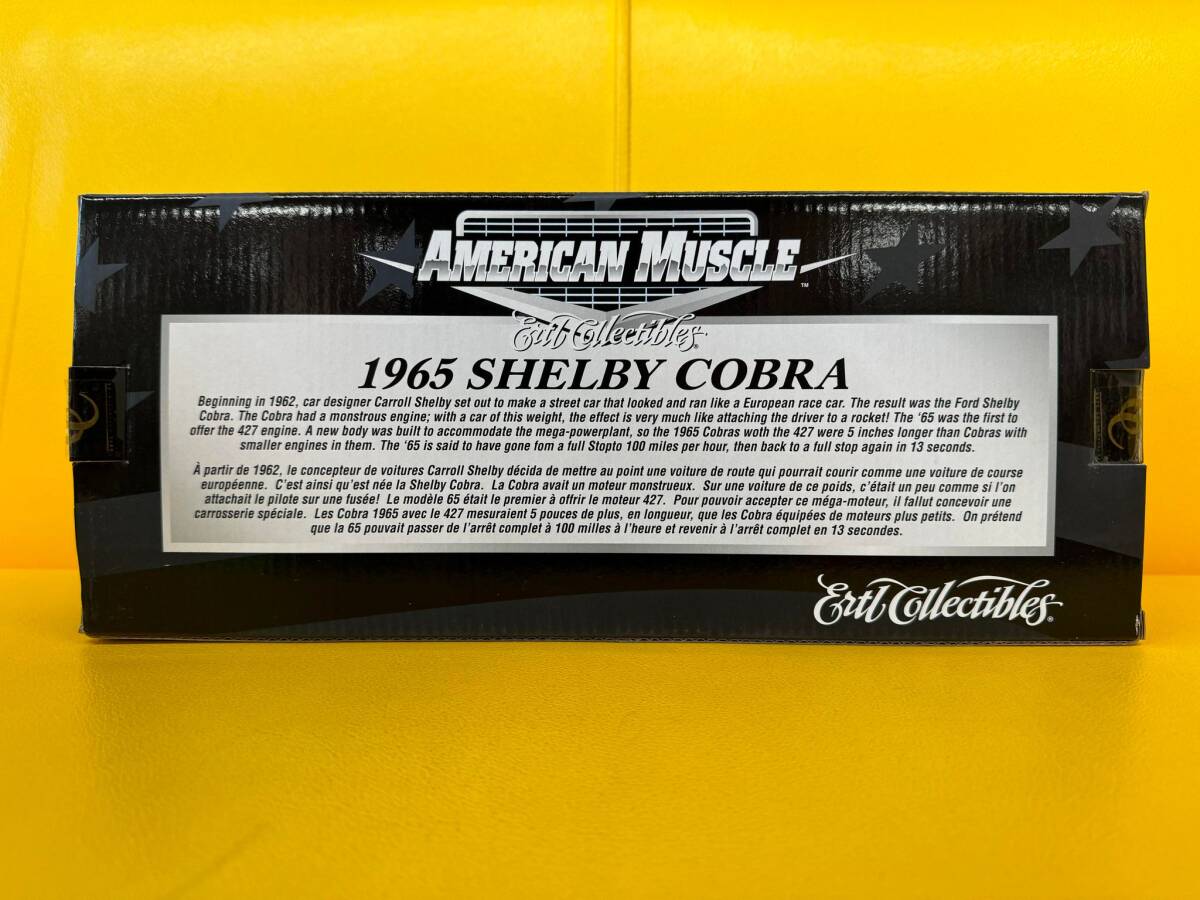 AMERICAN MUSCLE™
Ertl Collectibles®
1965 SHELBY COBRA
Beginning in 1962, car designer Carroll Shelby set out to make a street car that looked and ran like a European race car. The result was the Ford Shelby
Cobra. The Cobra had a monstrous engine; with a car of this weight, the effect is very much like attaching the driver to a rocket! The ‘65 was the first to
offer the 427 engine. A new body was built to accommodate the mega-powerplant, so the 1965 Cobras woth the 427 were 5 inches longer than Cobras with
smaller engines in them. The ‘65 is said to have gone fom a full Stopto 100 miles per hour, then back to a full stop again in 13 seconds.
À partir de 1962, le concepteur de voitures Carroll Shelby décida de mettre au point une voiture de route qui pourrait courir comme une voiture de course
européenne. C’est ainsi qu’est née la Shelby Cobra. La Cobra avait un moteur monstrueux. Sur une voiture de ce poids, c’était un peu comme si l’on
attachait le pilote sur une fusée! Le modèle 65 était le premier à offrir le moteur 427. Pour pouvoir accepter ce méga-moteur, il fallut concevoir une
carrosserie spéciale. Les Cobra 1965 avec le 427 mesuraient 5 pouces de plus, en longueur, que les Cobra équipées de moteurs plus petits. On prétend
que la 65 pouvait passer de l’arrêt complet à 100 milles à l’heure et revenir à l’arrêt complet en 13 secondes.
Ertl Collectibles®